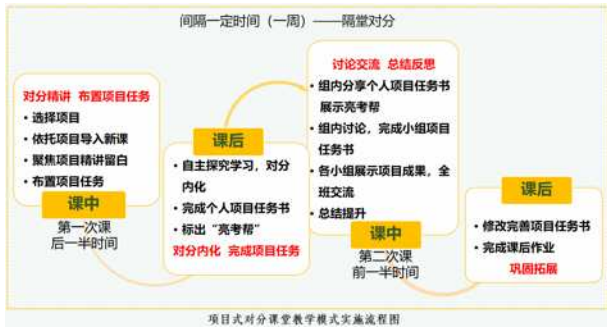 间隔一定时间（一周）——隔堂对分
对分精讲 布置项目任务
• 选择项目
• 依托项目导入新课
• 聚焦项目精讲留白
• 布置项目任务
课中
第一次课
后一半时间
课后
• 自主探究学习，对分
内化
• 完成个人项目任务书
• 标出“亮考帮”
对分内化 完成项目任务
讨论交流 总结反思
• 组内分享个人项目任务书
展示亮考帮
• 组内讨论，完成小组项目
任务书
• 各小组展示项目成果，全
班交流
• 总结提升
课中
第二次课
前一半时间
课后
• 修改完善项目任务书
• 完成课后作业
巩固拓展
项目式对分课堂教学模式实施流程图